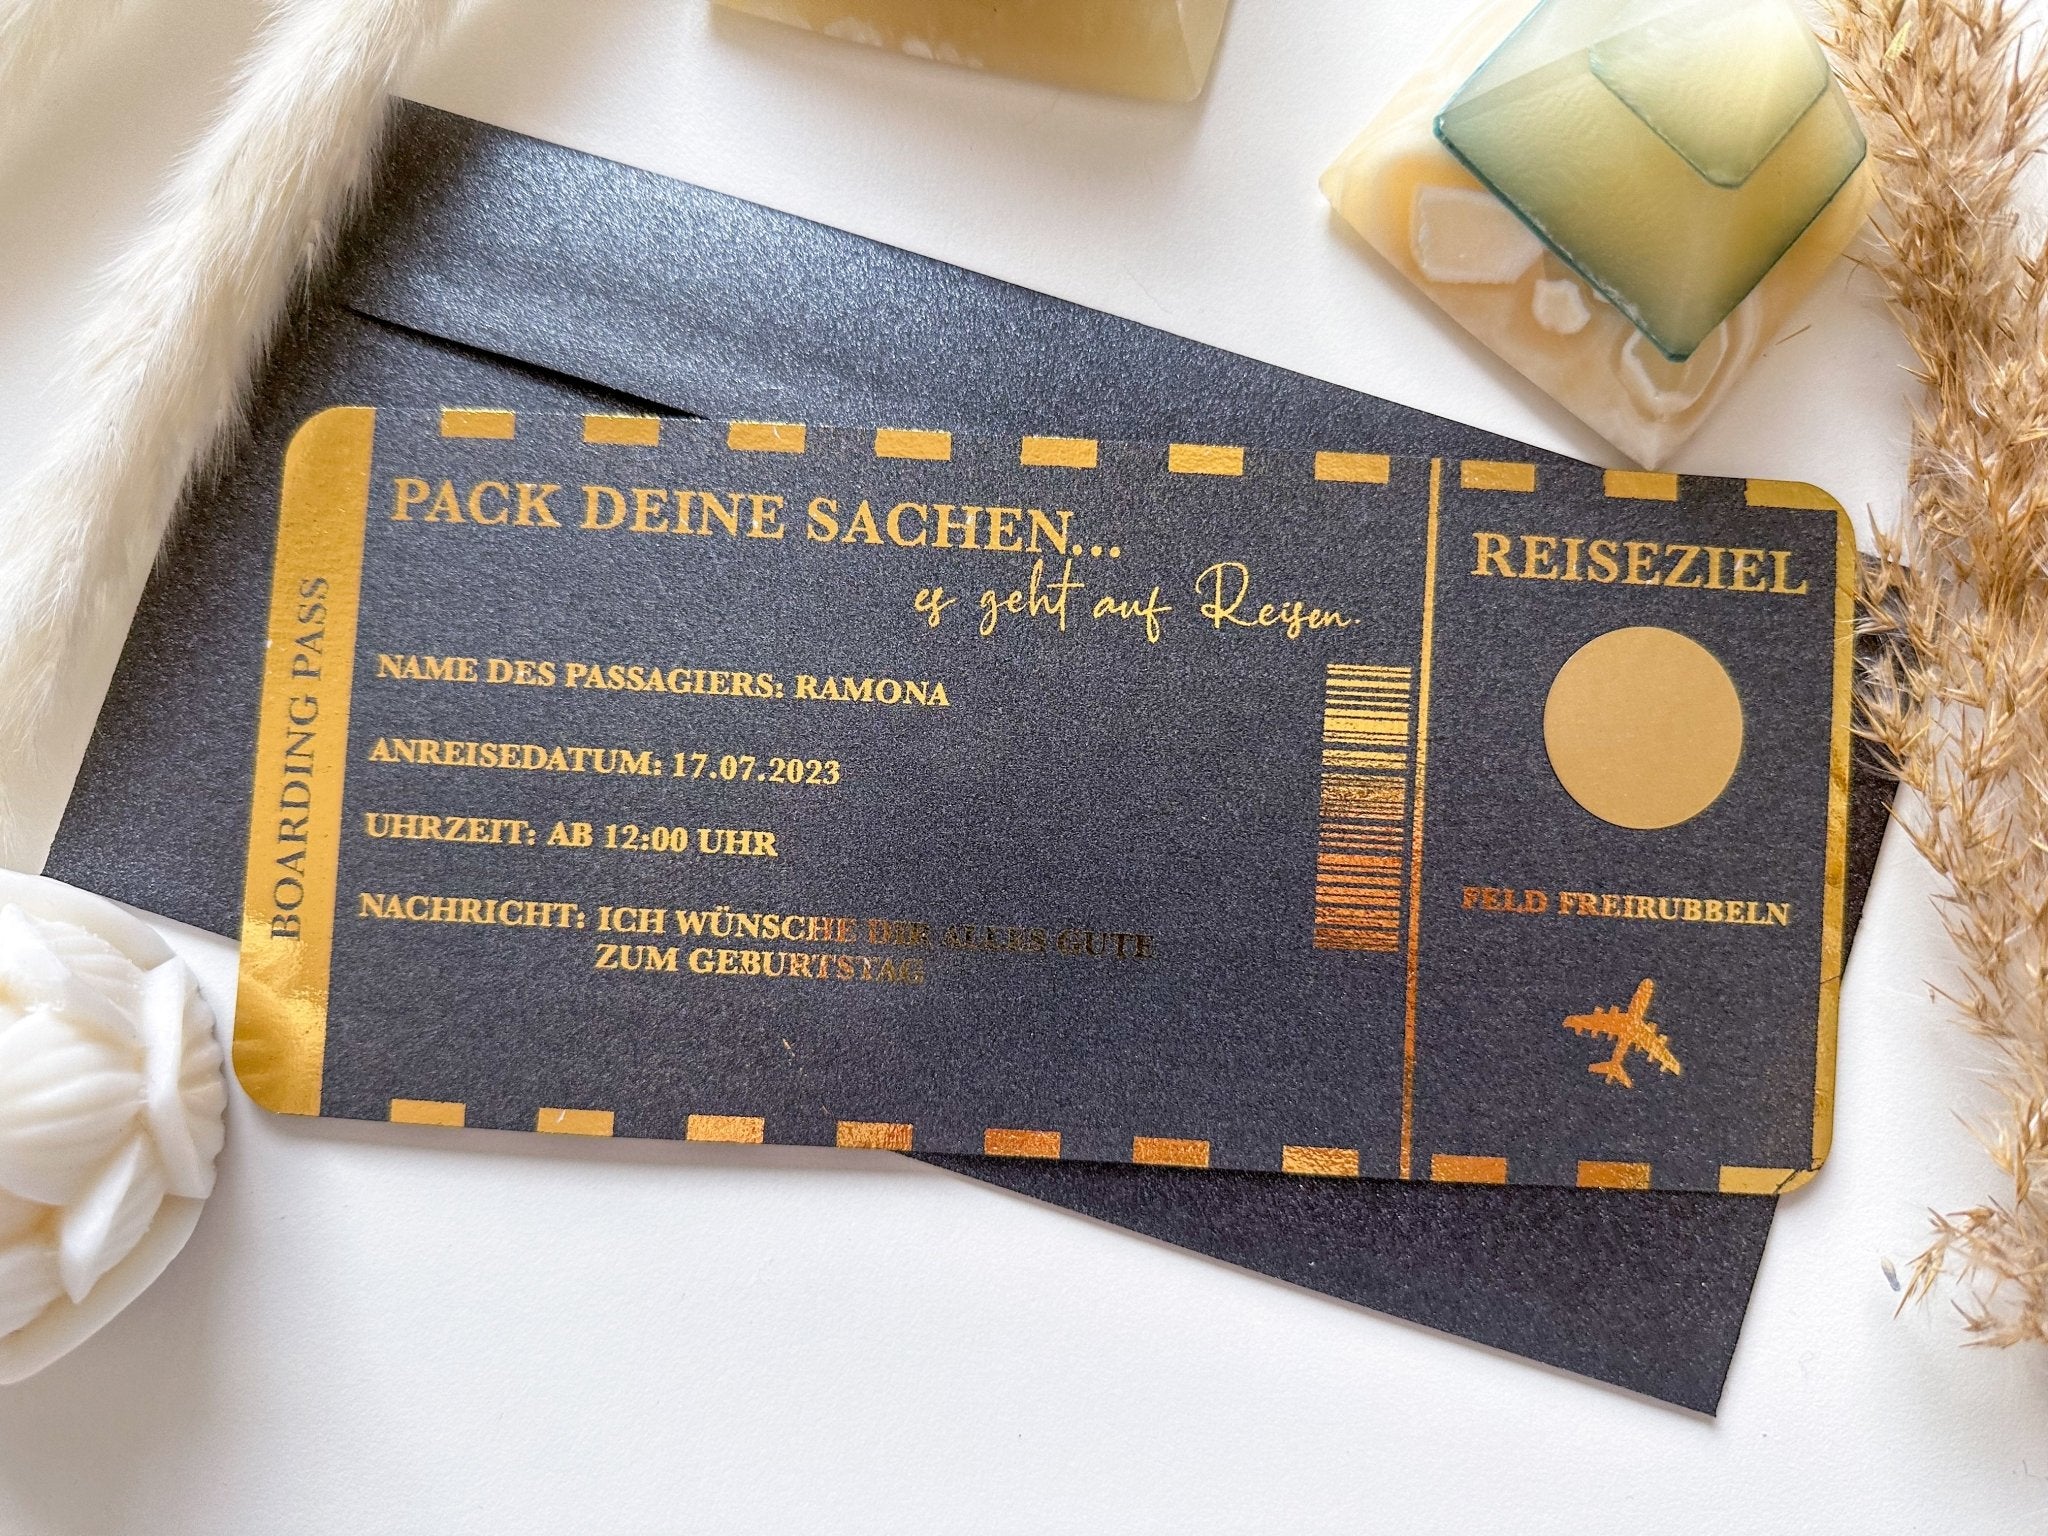 BOARDING PASS
PACK DEINE SACHEN...
es geht auf Reisen.
NAME DES PASSAGIERS: RAMONA
ANREISEDATUM: 17.07.2023
UHRZEIT: AB 12:00 UHR
NACHRICHT: ICH WÜNSCHE DIR ALLES GUTE
ZUM GEBURTSTAG
REISEZIEL
FELD FREIRUBBELN